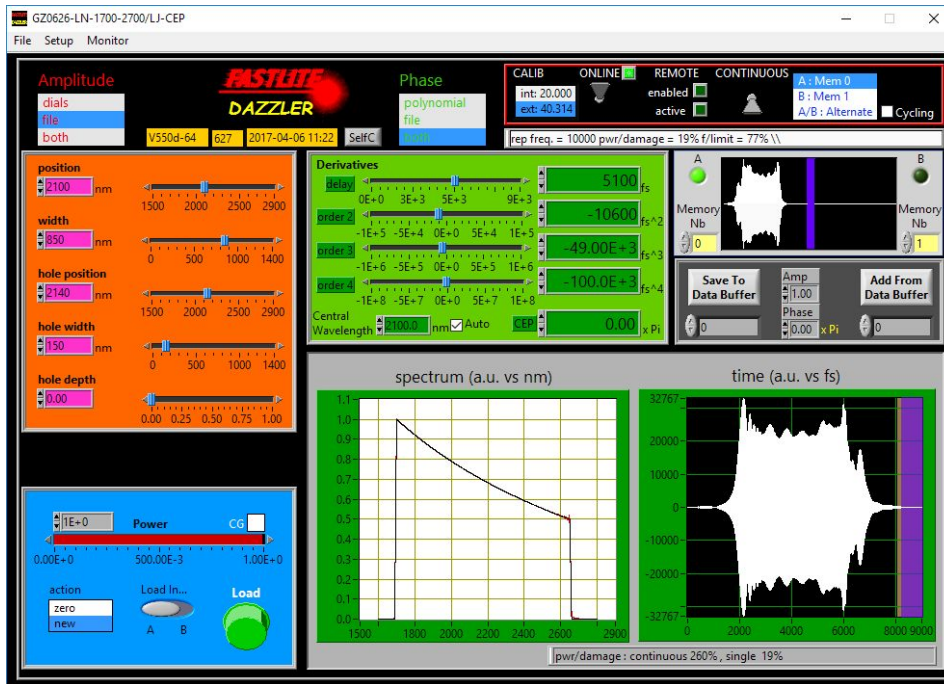 GZ0626-LN-1700-2700/LJ-CEP
File Setup Monitor
Amplitude
dials
file
both
FASTLITE
DAZZLER
V550d-64 627 2017-04-06 11:22 SelfC
Phase
polynomial
file
both
CALIB ONLINE REMOTE CONTINUOUS
int: 20.000
ext: 40.314
enabled
active
A : Mem 0
B : Mem 1
A/B : Alternate
Cycling
rep freq. = 10000 pwr/damage = 19% f/limit = 77% \\
position
2100 nm
1500 2000 2500 2900
width
850 nm
0 500 1000 1400
hole position
2140 nm
1500 2000 2500 2900
hole width
150 nm
0 500 1000 1400
hole depth
0.00
0.00 0.25 0.50 0.75 1.00
Derivatives
delay 5100 fs
0E+0 3E+3 5E+3 9E+3
order 2 -10600 fs^2
-1E+5 -5E+4 0E+0 5E+4 1E+5
order 3 -49.00E+3 fs^3
-1E+6 -5E+5 0E+0 5E+5 1E+6
order 4 -100.0E+3 fs^4
-1E+8 -5E+7 0E+0 5E+7 1E+8
Central
Wavelength 2100.0 nm Auto CEP 0.00 x Pi
A B
Memory Memory
Nb Nb
0 1
Save To
Data Buffer
0
Amp
1.00
Phase
0.00 x Pi
Add From
Data Buffer
0
1E+0 Power CG
0.00E+0 500.00E-3 1.00E+0
action Load In... Load
zero
new
A B
spectrum (a.u. vs nm)
1.1
1.0
0.9
0.8
0.7
0.6
0.5
0.4
0.3
0.2
0.1
0.0
1500 1800 2000 2200 2400 2600 2900
time (a.u. vs fs)
32767
20000
10000
0
-10000
-20000
-32767
0 2000 4000 6000 8000 9000
pwr/damage : continuous 260% , single 19%